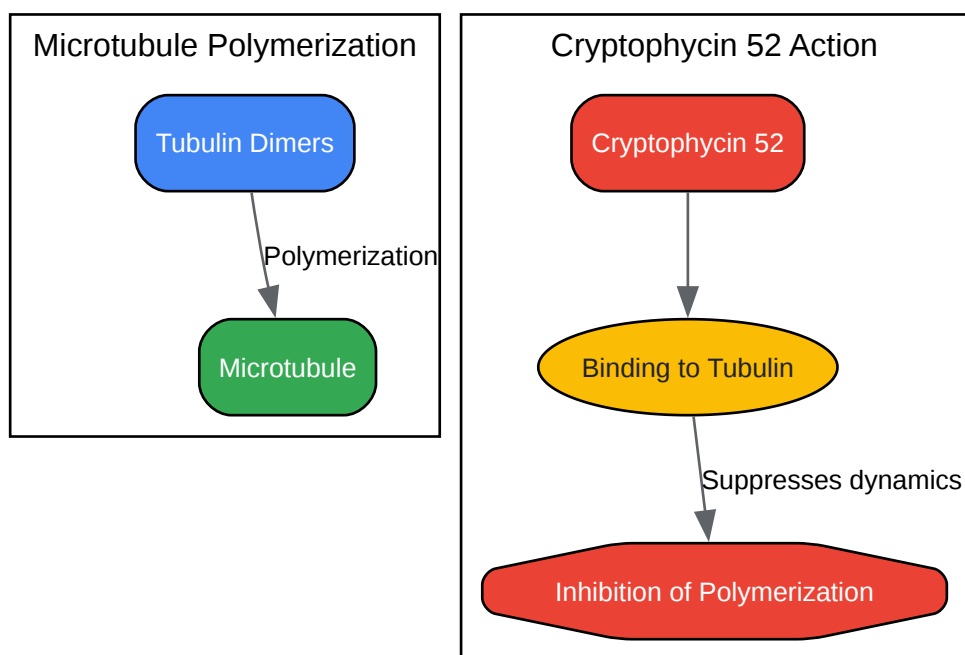 Microtubule Polymerization
Tubulin Dimers
Polymerization
Microtubule
Cryptophycin 52 Action
Cryptophycin 52
Binding to Tubulin
Suppresses dynamics
Inhibition of Polymerization